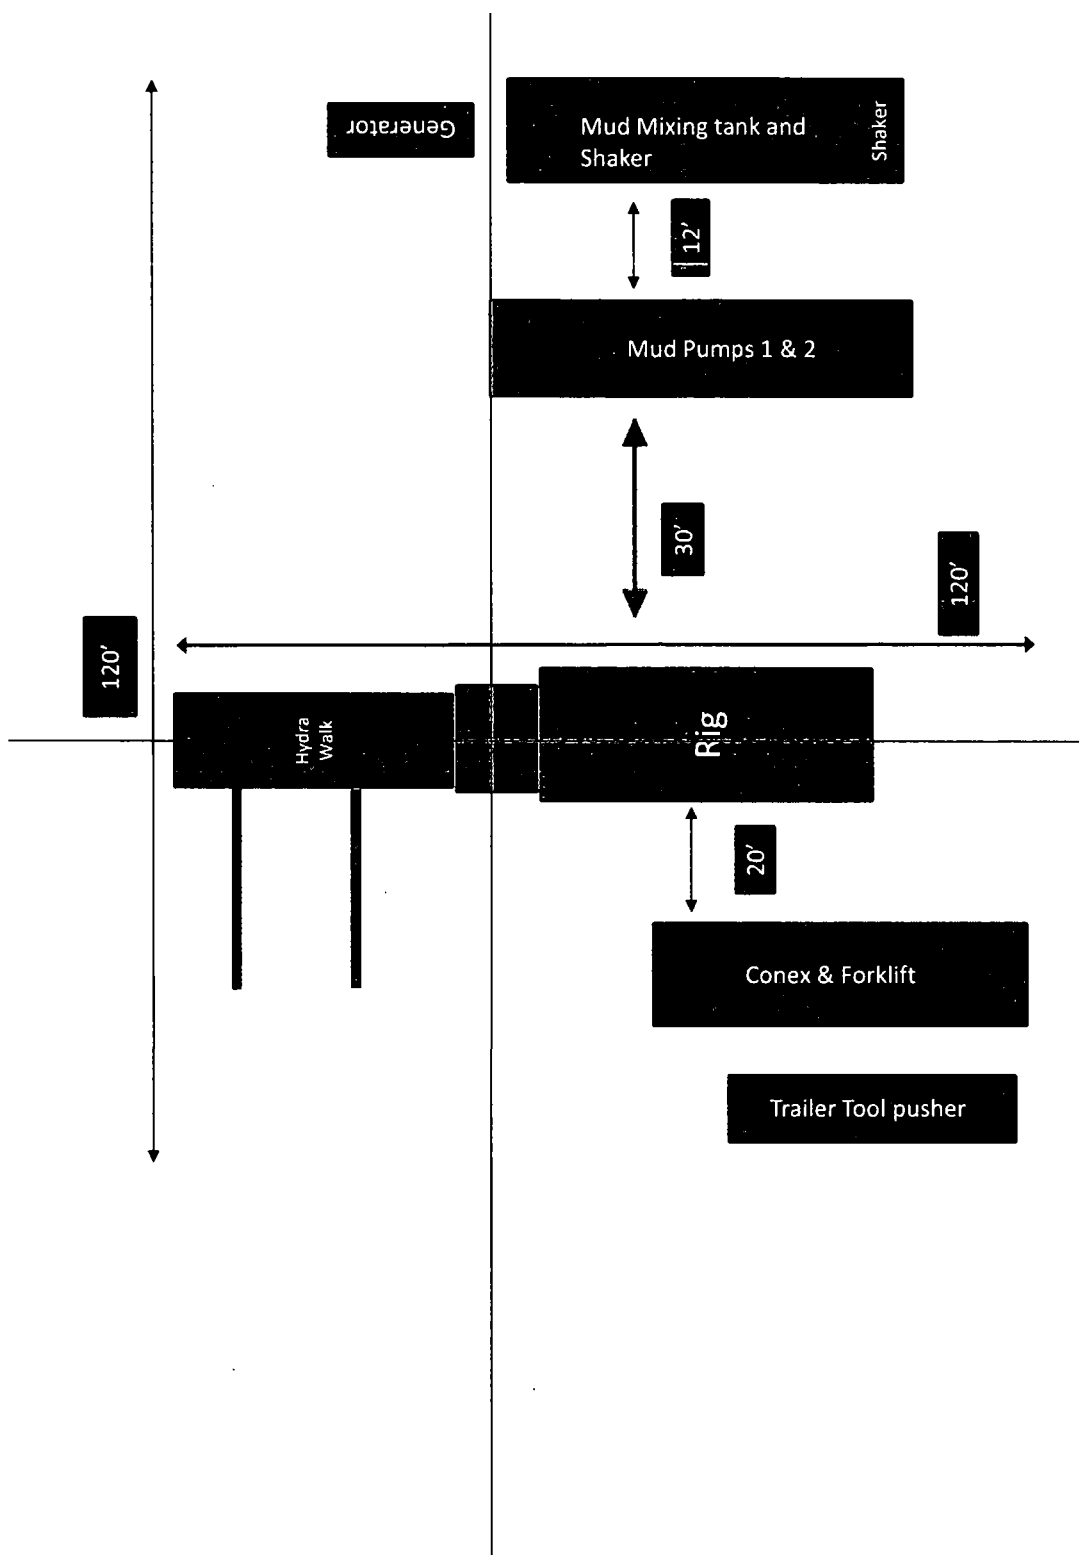 Generator
Mud Mixing tank and
Shaker
Shaker
12'
Mud Pumps 1 & 2
30'
120'
120'
Hydra
Walk
Rig
20'
Conex & Forklift
Trailer Tool pusher